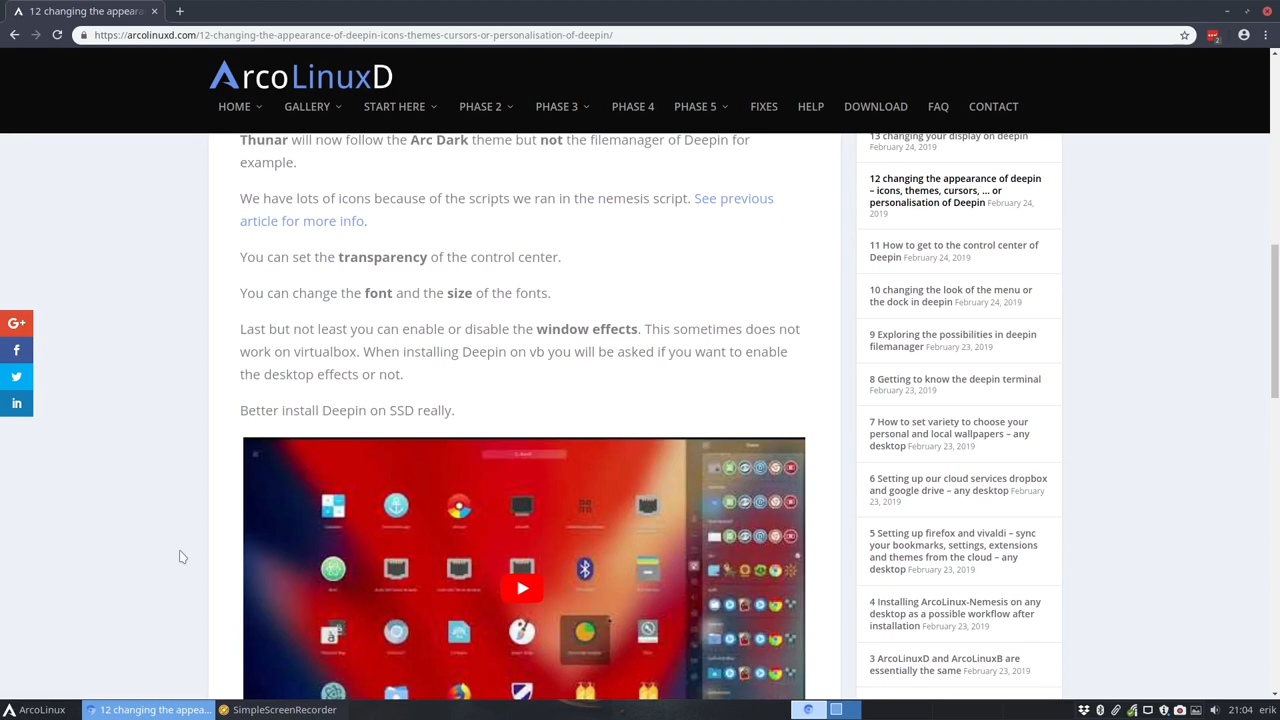 12 changing the appeara
https://arcolinuxd.com/12-changing-the-appearance-of-deepin-icons-themes-cursors-or-personalisation-of-deepin/
2
ArcoLinuxD
HOME GALLERY START HERE PHASE 2 PHASE 3 PHASE 4 PHASE 5 FIXES HELP DOWNLOAD FAQ CONTACT
Thunar will now follow the Arc Dark theme but not the filemanager of Deepin for
example.
We have lots of icons because of the scripts we ran in the nemesis script. See previous
article for more info.
You can set the transparency of the control center.
You can change the font and the size of the fonts.
Last but not least you can enable or disable the window effects. This sometimes does not
work on virtualbox. When installing Deepin on vb you will be asked if you want to enable
the desktop effects or not.
Better install Deepin on SSD really.
13 changing your display on deepin
February 24, 2019
12 changing the appearance of deepin
– icons, themes, cursors, ... or
personalisation of Deepin February 24,
2019
11 How to get to the control center of
Deepin February 24, 2019
10 changing the look of the menu or
the dock in deepin February 24, 2019
9 Exploring the possibilities in deepin
filemanager February 23, 2019
8 Getting to know the deepin terminal
February 23, 2019
7 How to set variety to choose your
personal and local wallpapers – any
desktop February 23, 2019
6 Setting up our cloud services dropbox
and google drive – any desktop February
23, 2019
5 Setting up firefox and vivaldi – sync
your bookmarks, settings, extensions
and themes from the cloud – any
desktop February 23, 2019
4 Installing ArcoLinux-Nemesis on any
desktop as a possible workflow after
installation February 23, 2019
3 ArcoLinuxD and ArcoLinuxB are
essentially the same February 23, 2019
G+
f
in
ArcoLinux 12 changing the appea... SimpleScreenRecorder 21:04 erik